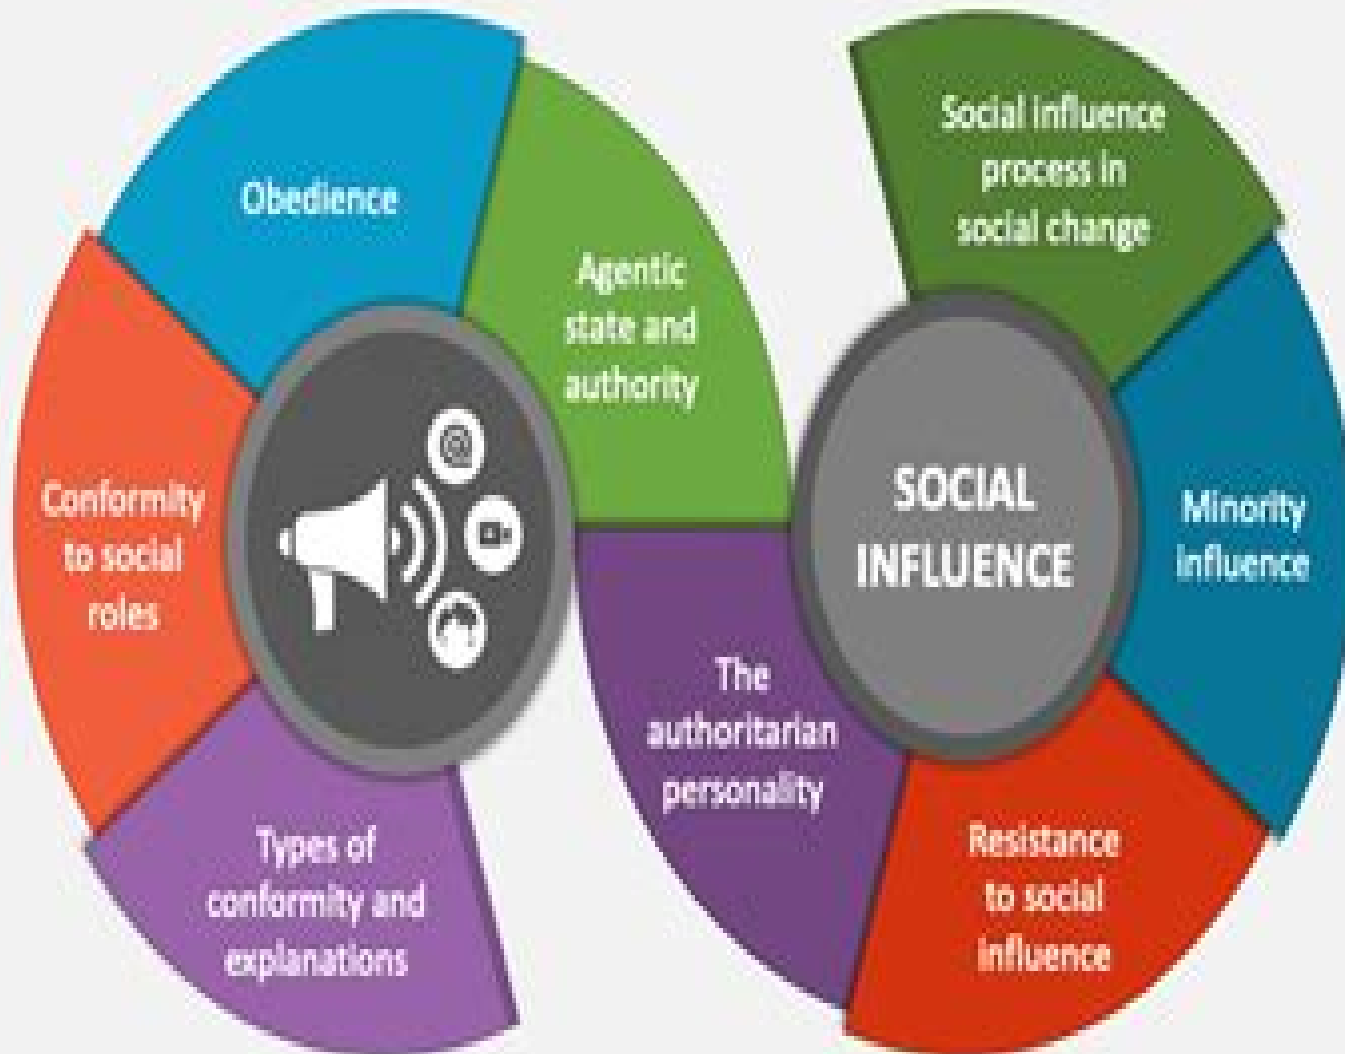 Obedience
Agentic
state and
authority
Conformity
to social
roles
Types of
conformity and
explanations
The
authoritarian
personality
SOCIAL
INFLUENCE
Social influence
process in
social change
Minority
influence
Resistance
to social
influence